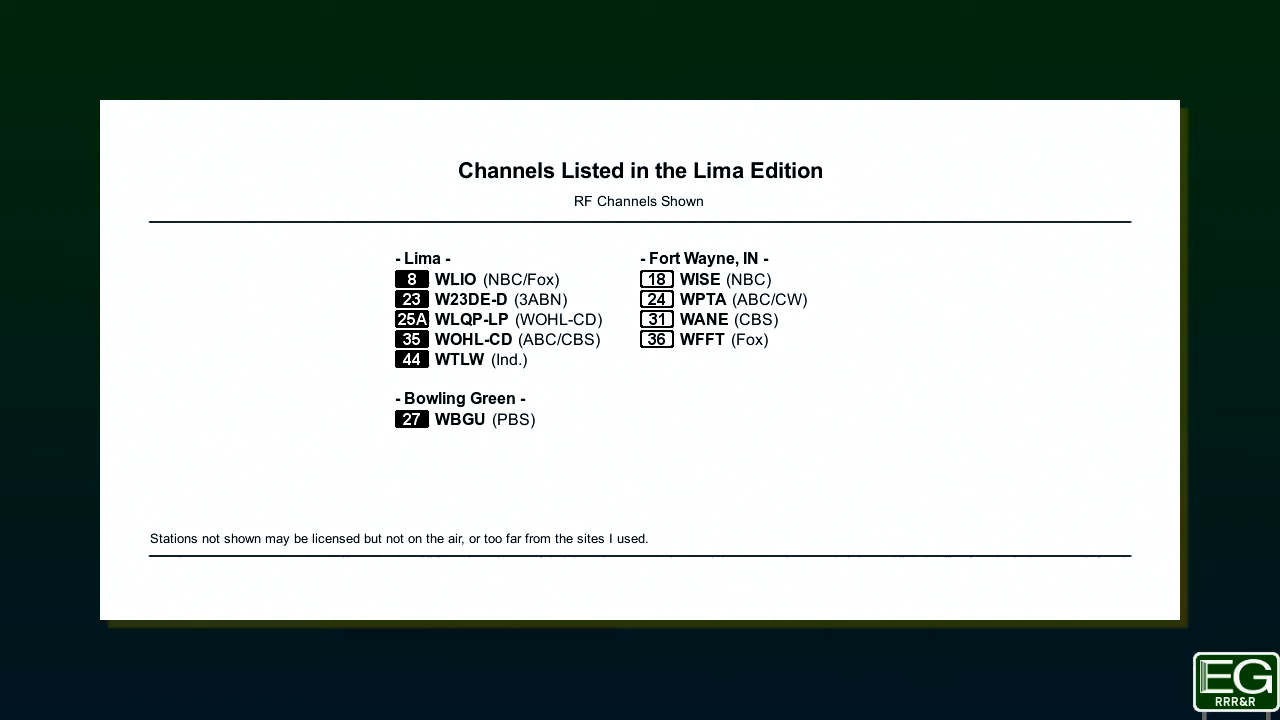 Channels Listed in the Lima Edition
RF Channels Shown
- Lima -
8 WLIO (NBC/Fox)
23 W23DE-D (3ABN)
25A WLQP-LP (WOHL-CD)
35 WOHL-CD (ABC/CBS)
44 WTLW (Ind.)
- Bowling Green -
27 WBGU (PBS)
- Fort Wayne, IN -
18 WISE (NBC)
24 WPTA (ABC/CW)
31 WANE (CBS)
36 WFFT (Fox)
Stations not shown may be licensed but not on the air, or too far from the sites I used.
EG
RRR&R